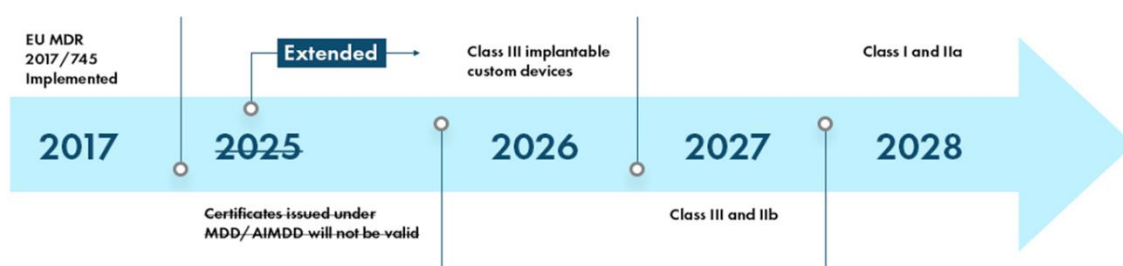 EU MDR
2017/745
Implemented
Extended
Class III implantable
custom devices
Class I and IIa
2017
2025
2026
2027
2028
Certificates issued under
MDD/AIMDD will not be valid
Class III and IIb